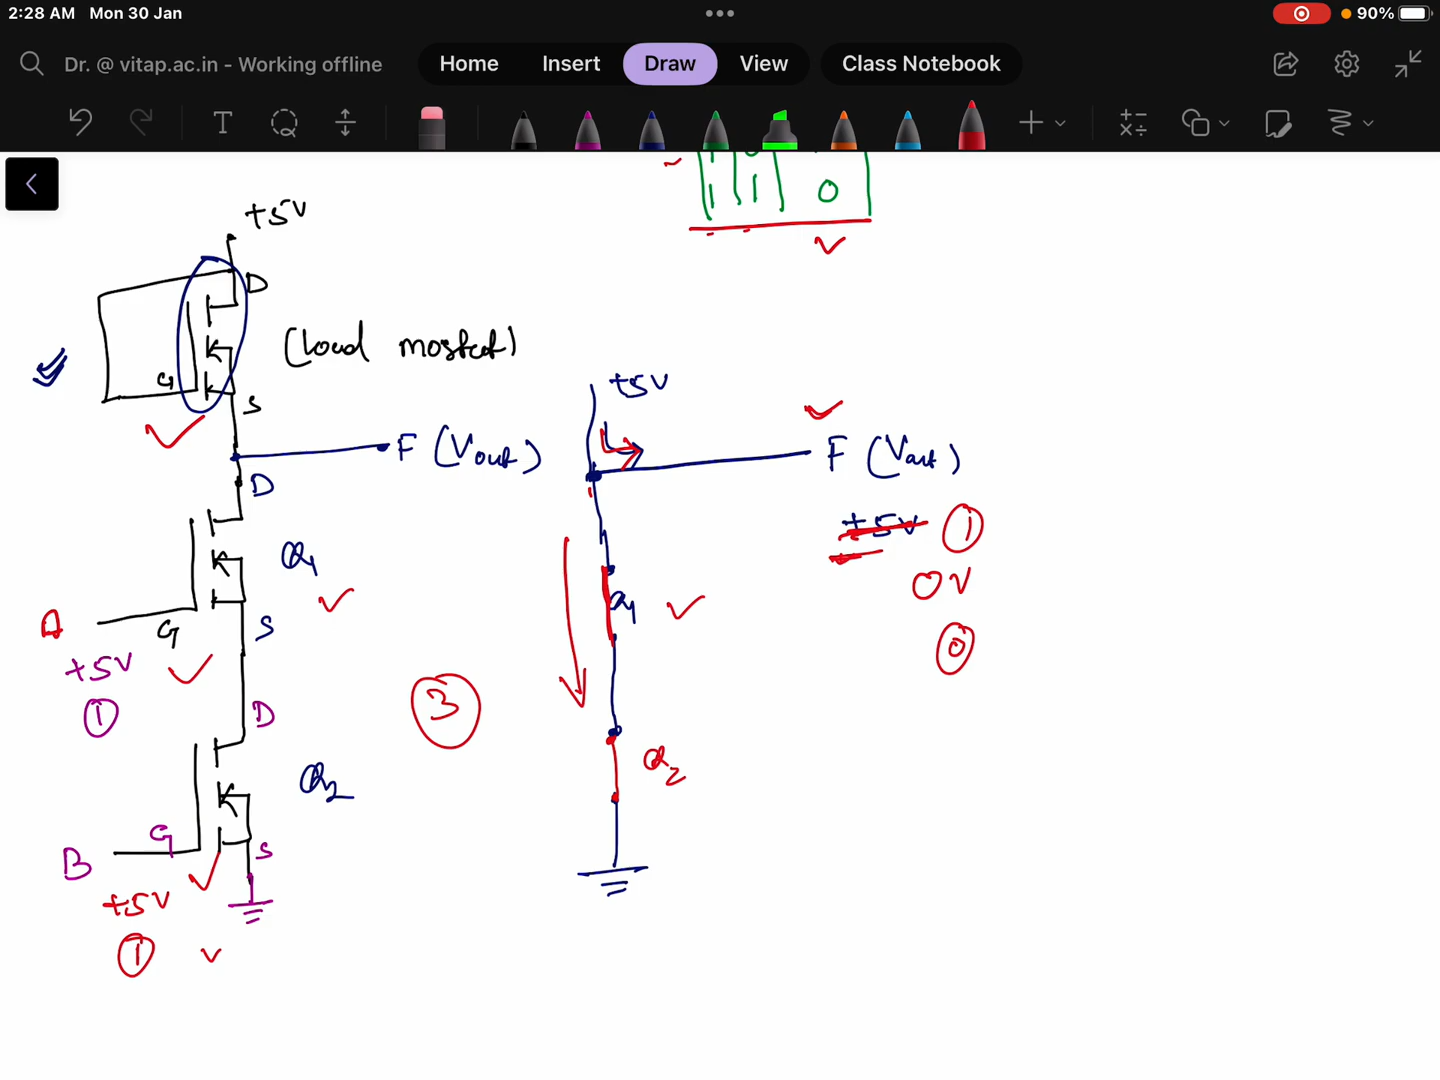 2:28 AM Mon 30 Jan
90%
Dr. @ vitap.ac.in - Working offline
Home Insert Draw View Class Notebook
T
1 1 0
+5V
D
(Load mosfet)
G
S
+5V
F (Vout)
F (Vout)
D
+5V 1
Q1
0V
Q1
A
G
S
+5V
0
1
3
D
Q2
Q2
G
B
S
+5V
1